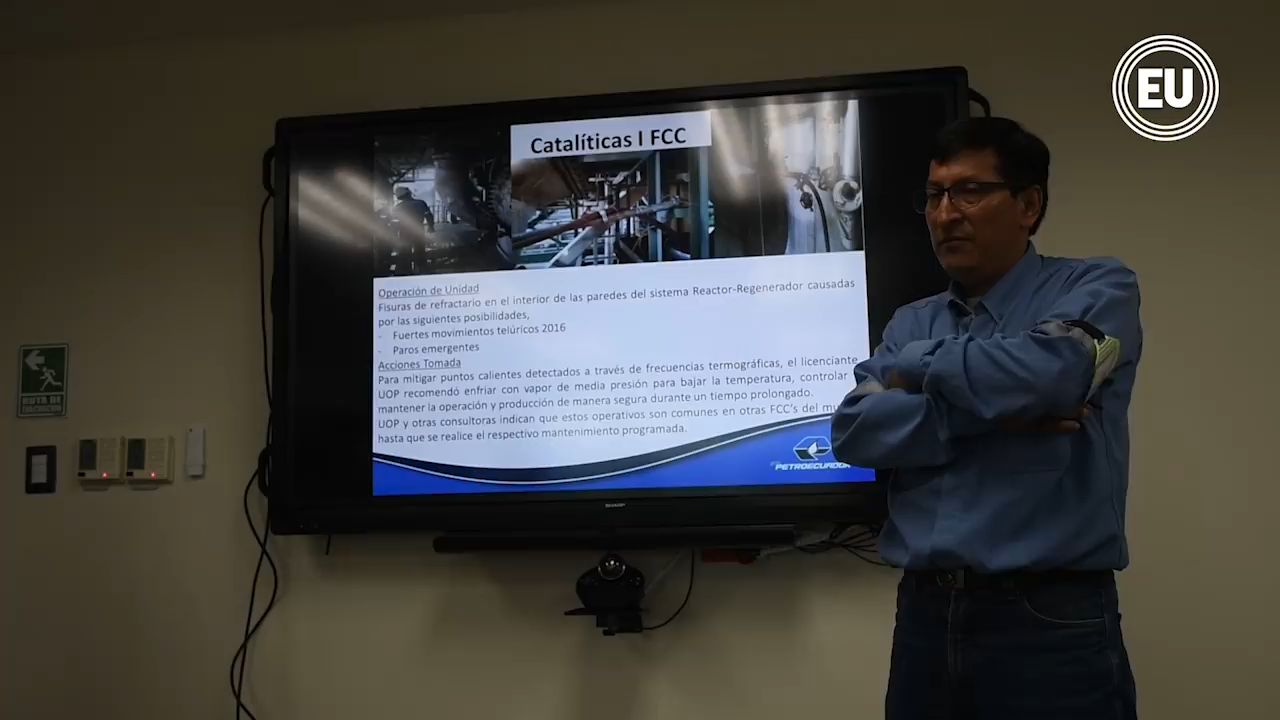 EU
Catalíticas I FCC
Operación de Unidad
Fisuras de refractario en el interior de las paredes del sistema Reactor-Regenerador causadas
por las siguientes posibilidades,
- Fuertes movimientos telúricos 2016
- Paros emergentes
Acciones Tomada
Para mitigar puntos calientes detectados a través de frecuencias termográficas, el licenciante
UOP recomendó enfriar con vapor de media presión para bajar la temperatura, controlar
mantener la operación y producción de manera segura durante un tiempo prolongado.
UOP y otras consultoras indican que estos operativos son comunes en otras FCC's del
hasta que se realice el respectivo mantenimiento programada.
PETROECUADOR
SHARP
RUTA DE
EVACUACION